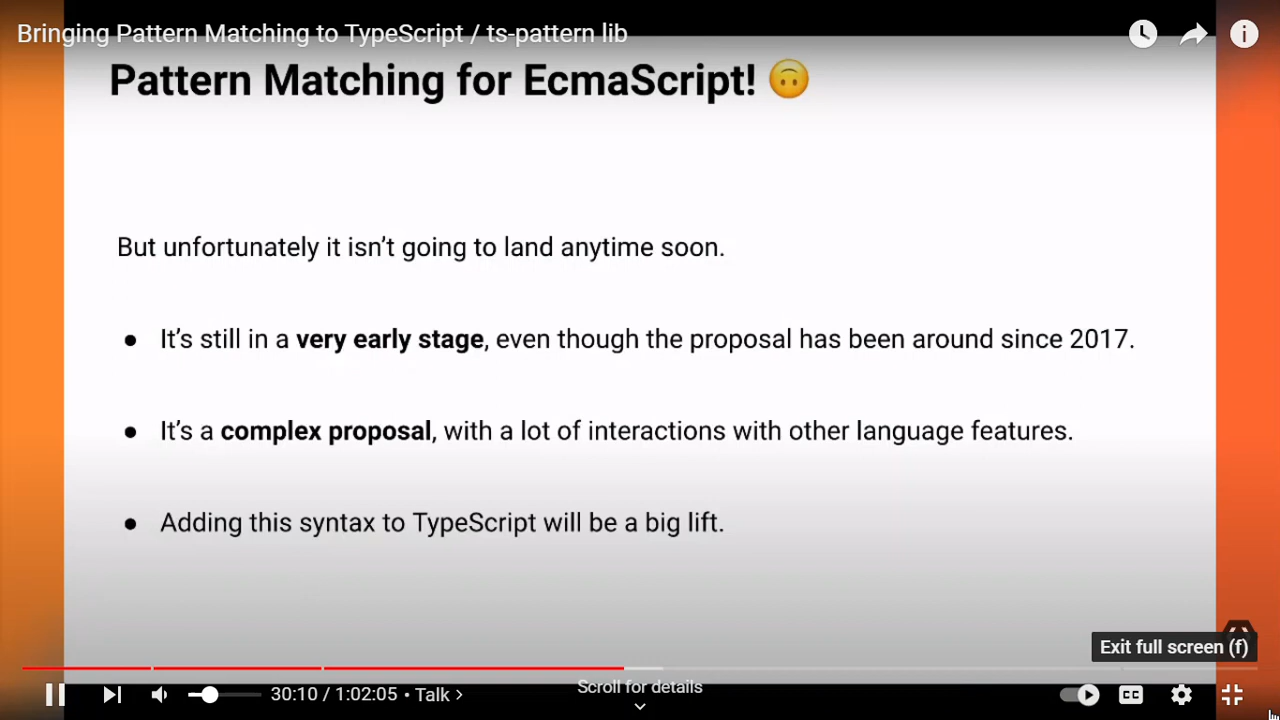 Bringing Pattern Matching to TypeScript / ts-pattern lib
Pattern Matching for EcmaScript! 🙃
But unfortunately it isn’t going to land anytime soon.
● It’s still in a very early stage, even though the proposal has been around since 2017.
● It’s a complex proposal, with a lot of interactions with other language features.
● Adding this syntax to TypeScript will be a big lift.
Exit full screen (f)
30:10 / 1:02:05 • Talk >
Scroll for details
CC